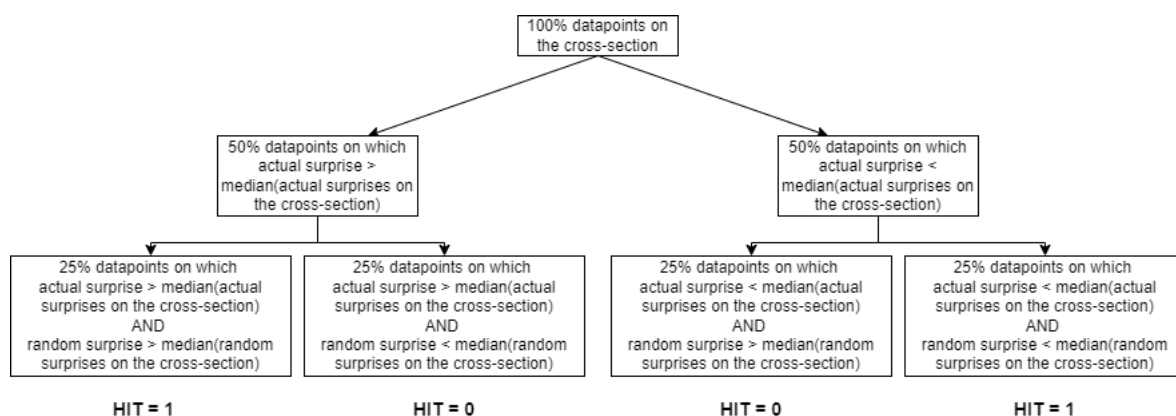 100% datapoints on
the cross-section
50% datapoints on which
actual surprise >
median(actual surprises on
the cross-section)
50% datapoints on which
actual surprise <
median(actual surprises on
the cross-section)
25% datapoints on which
actual surprise > median(actual
surprises on the cross-section)
AND
random surprise > median(random
surprises on the cross-section)
25% datapoints on which
actual surprise > median(actual
surprises on the cross-section)
AND
random surprise < median(random
surprises on the cross-section)
25% datapoints on which
actual surprise < median(actual
surprises on the cross-section)
AND
random surprise > median(random
surprises on the cross-section)
25% datapoints on which
actual surprise < median(actual
surprises on the cross-section)
AND
random surprise < median(random
surprises on the cross-section)
HIT = 1
HIT = 0
HIT = 0
HIT = 1